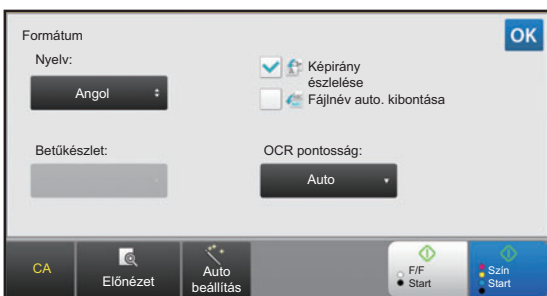 Formátum
OK
Nyelv:
Angol
Képirány
észlelése
Fájlnév auto. kibontása
Betűkészlet:
OCR pontosság:
Auto
CA
Előnézet
Auto
beállítás
F/F
Start
Szín
Start